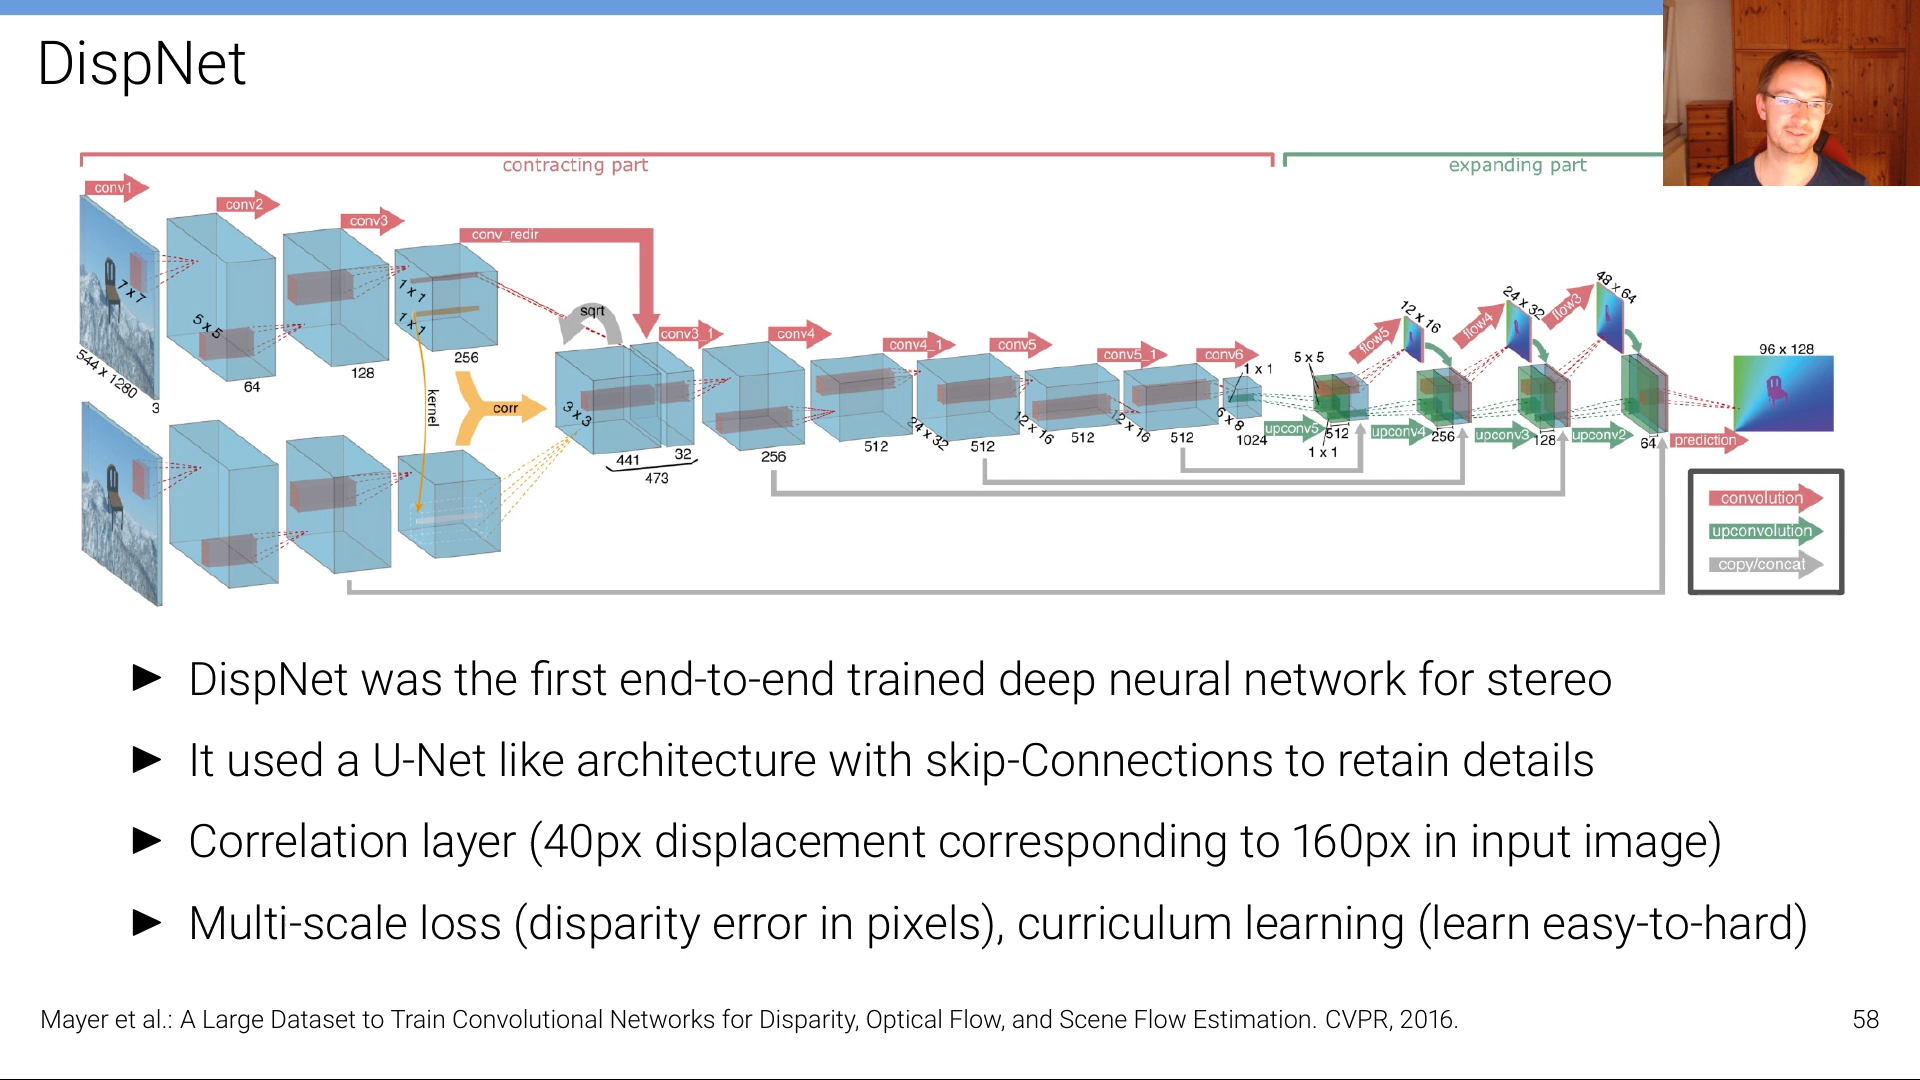 DispNet
contracting part
expanding part
conv1
conv2
conv3
conv_redir
sqrt
conv3_1
conv4
conv4_1
conv5
conv5_1
conv6
7 x 7
5 x 5
1 x 1
1 x 1
544 x 1280
3
64
128
256
kernel
corr
3 x 3
441
32
473
256
512
24 x 32
512
12 x 16
512
12 x 16
512
6 x 8
1 x 1
1024
5 x 5
upconv5
512
1 x 1
flow5
12 x 16
upconv4
256
flow4
24 x 32
upconv3
128
flow3
48 x 64
upconv2
64
prediction
96 x 128
convolution
upconvolution
copy/concat
► DispNet was the first end-to-end trained deep neural network for stereo
► It used a U-Net like architecture with skip-Connections to retain details
► Correlation layer (40px displacement corresponding to 160px in input image)
► Multi-scale loss (disparity error in pixels), curriculum learning (learn easy-to-hard)
Mayer et al.: A Large Dataset to Train Convolutional Networks for Disparity, Optical Flow, and Scene Flow Estimation. CVPR, 2016.
58